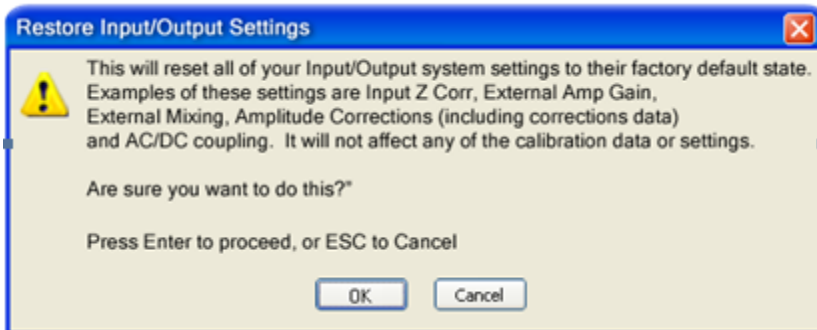 Restore Input/Output Settings
This will reset all of your Input/Output system settings to their factory default state.
Examples of these settings are Input Z Corr, External Amp Gain,
External Mixing, Amplitude Corrections (including corrections data)
and AC/DC coupling.  It will not affect any of the calibration data or settings.
Are sure you want to do this?"
Press Enter to proceed, or ESC to Cancel
OK
Cancel